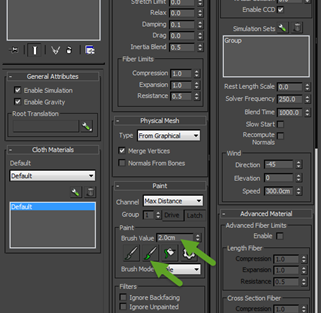 General Attributes
Enable Simulation
Enable Gravity
Root Translation
Cloth Materials
Default
Default
Default
Stretch Limit
0.0
Relax
0.0
Damping
0.1
Drag
0.0
Inertia Blend
0.5
Fiber Limits
Compression
1.0
Expansion
1.0
Resistance
0.5
Physical Mesh
Type
From Graphical
Merge Vertices
Normals From Bones
Paint
Channel
Max Distance
Group
1
Drive
Latch
Paint
Brush Value
2.0cm
Brush Mode
Filters
Ignore Backfacing
Ignore Unpainted
Enable CCD
Simulation Sets
Group
Rest Length Scale
0.0
Solver Frequency
250.0
Blend Time
1000.0
Slow Start
Recompute
Normals
Wind
Direction
-45
Elevation
0
Speed
300.0cm
Advanced Material
Advanced Fiber Limits
Enable
Length Fiber
Compression
1.0
Expansion
1.0
Resistance
0.5
Cross Section Fiber
Compression
1.0